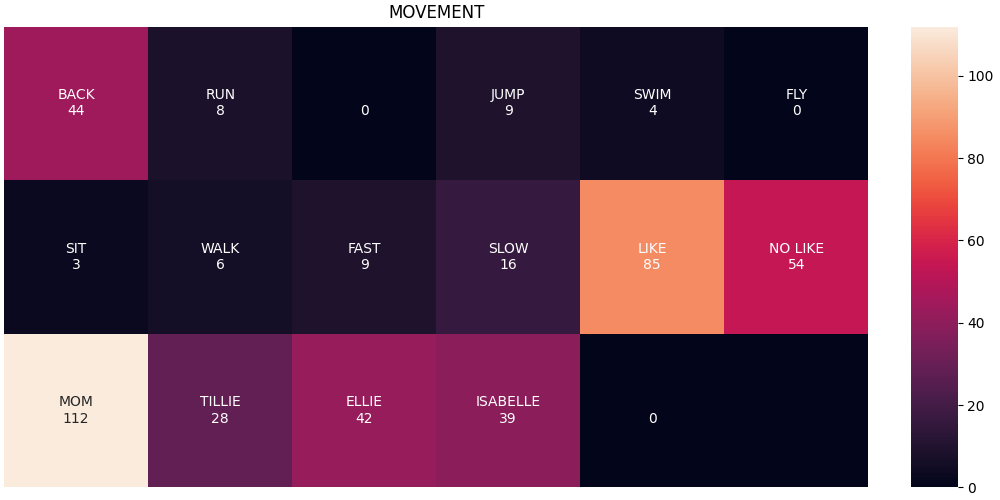 MOVEMENT
BACK
44
RUN
8
0
JUMP
9
SWIM
4
FLY
0
SIT
3
WALK
6
FAST
9
SLOW
16
LIKE
85
NO LIKE
54
MOM
112
TILLIE
28
ELLIE
42
ISABELLE
39
0
100
80
60
40
20
0